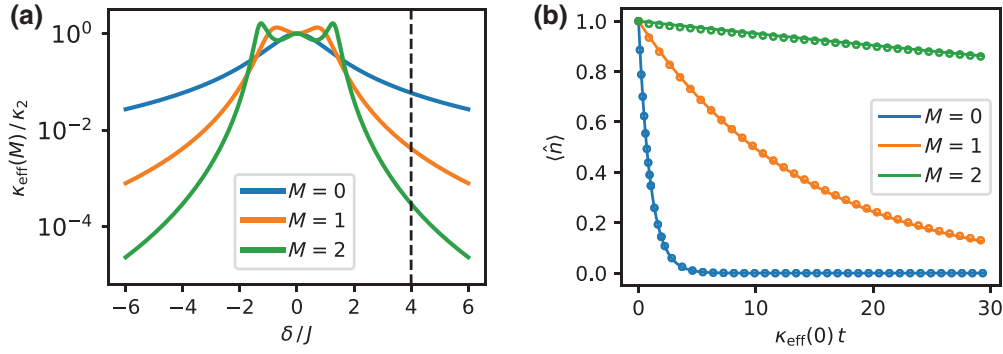 (a)
κ_eff(M)/κ_2
10^0
10^−2
10^−4
−6 −4 −2 0 2 4 6
δ/J
M = 0
M = 1
M = 2
(b)
⟨n̂⟩
1.0
0.8
0.6
0.4
0.2
0.0
0 10 20 30
κ_eff(0) t
M = 0
M = 1
M = 2